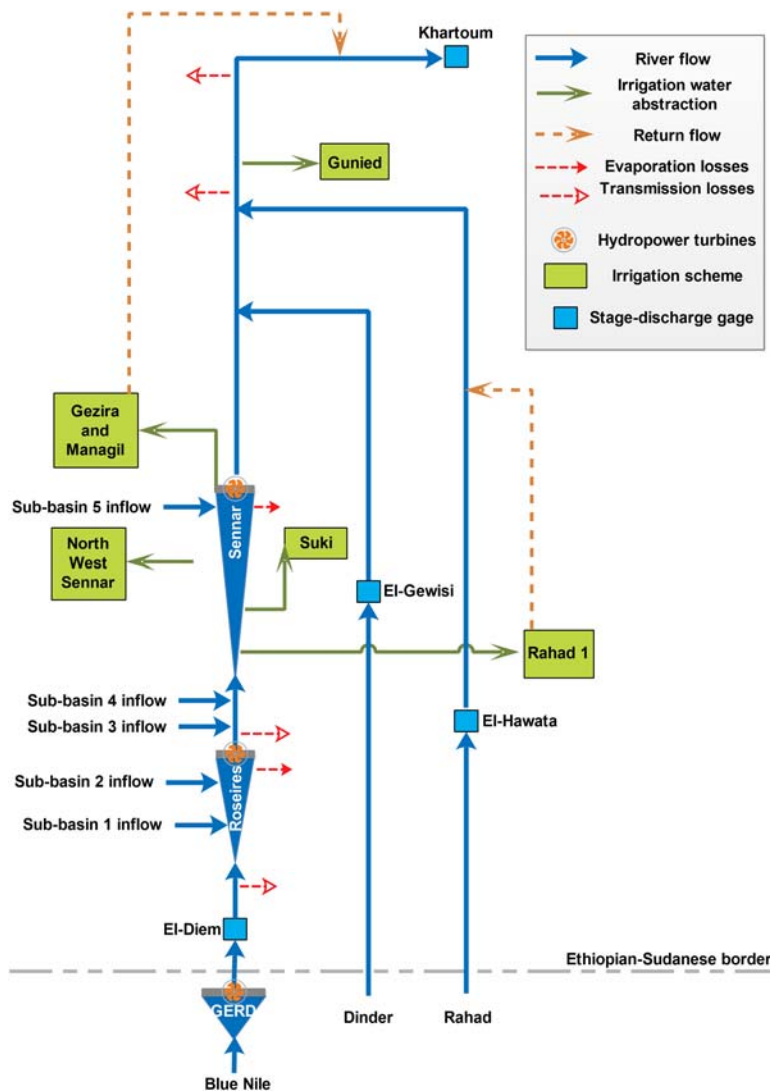 Khartoum
River flow
Irrigation water
abstraction
Return flow
Evaporation losses
Transmission losses
Hydropower turbines
Irrigation scheme
Stage-discharge gage
Gunied
Gezira
and
Managil
Sub-basin 5 inflow
Sennar
North
West
Sennar
Suki
El-Gewisi
Rahad 1
Sub-basin 4 inflow
Sub-basin 3 inflow
El-Hawata
Sub-basin 2 inflow
Roseires
Sub-basin 1 inflow
El-Diem
Ethiopian-Sudanese border
GERD
Dinder
Rahad
Blue Nile